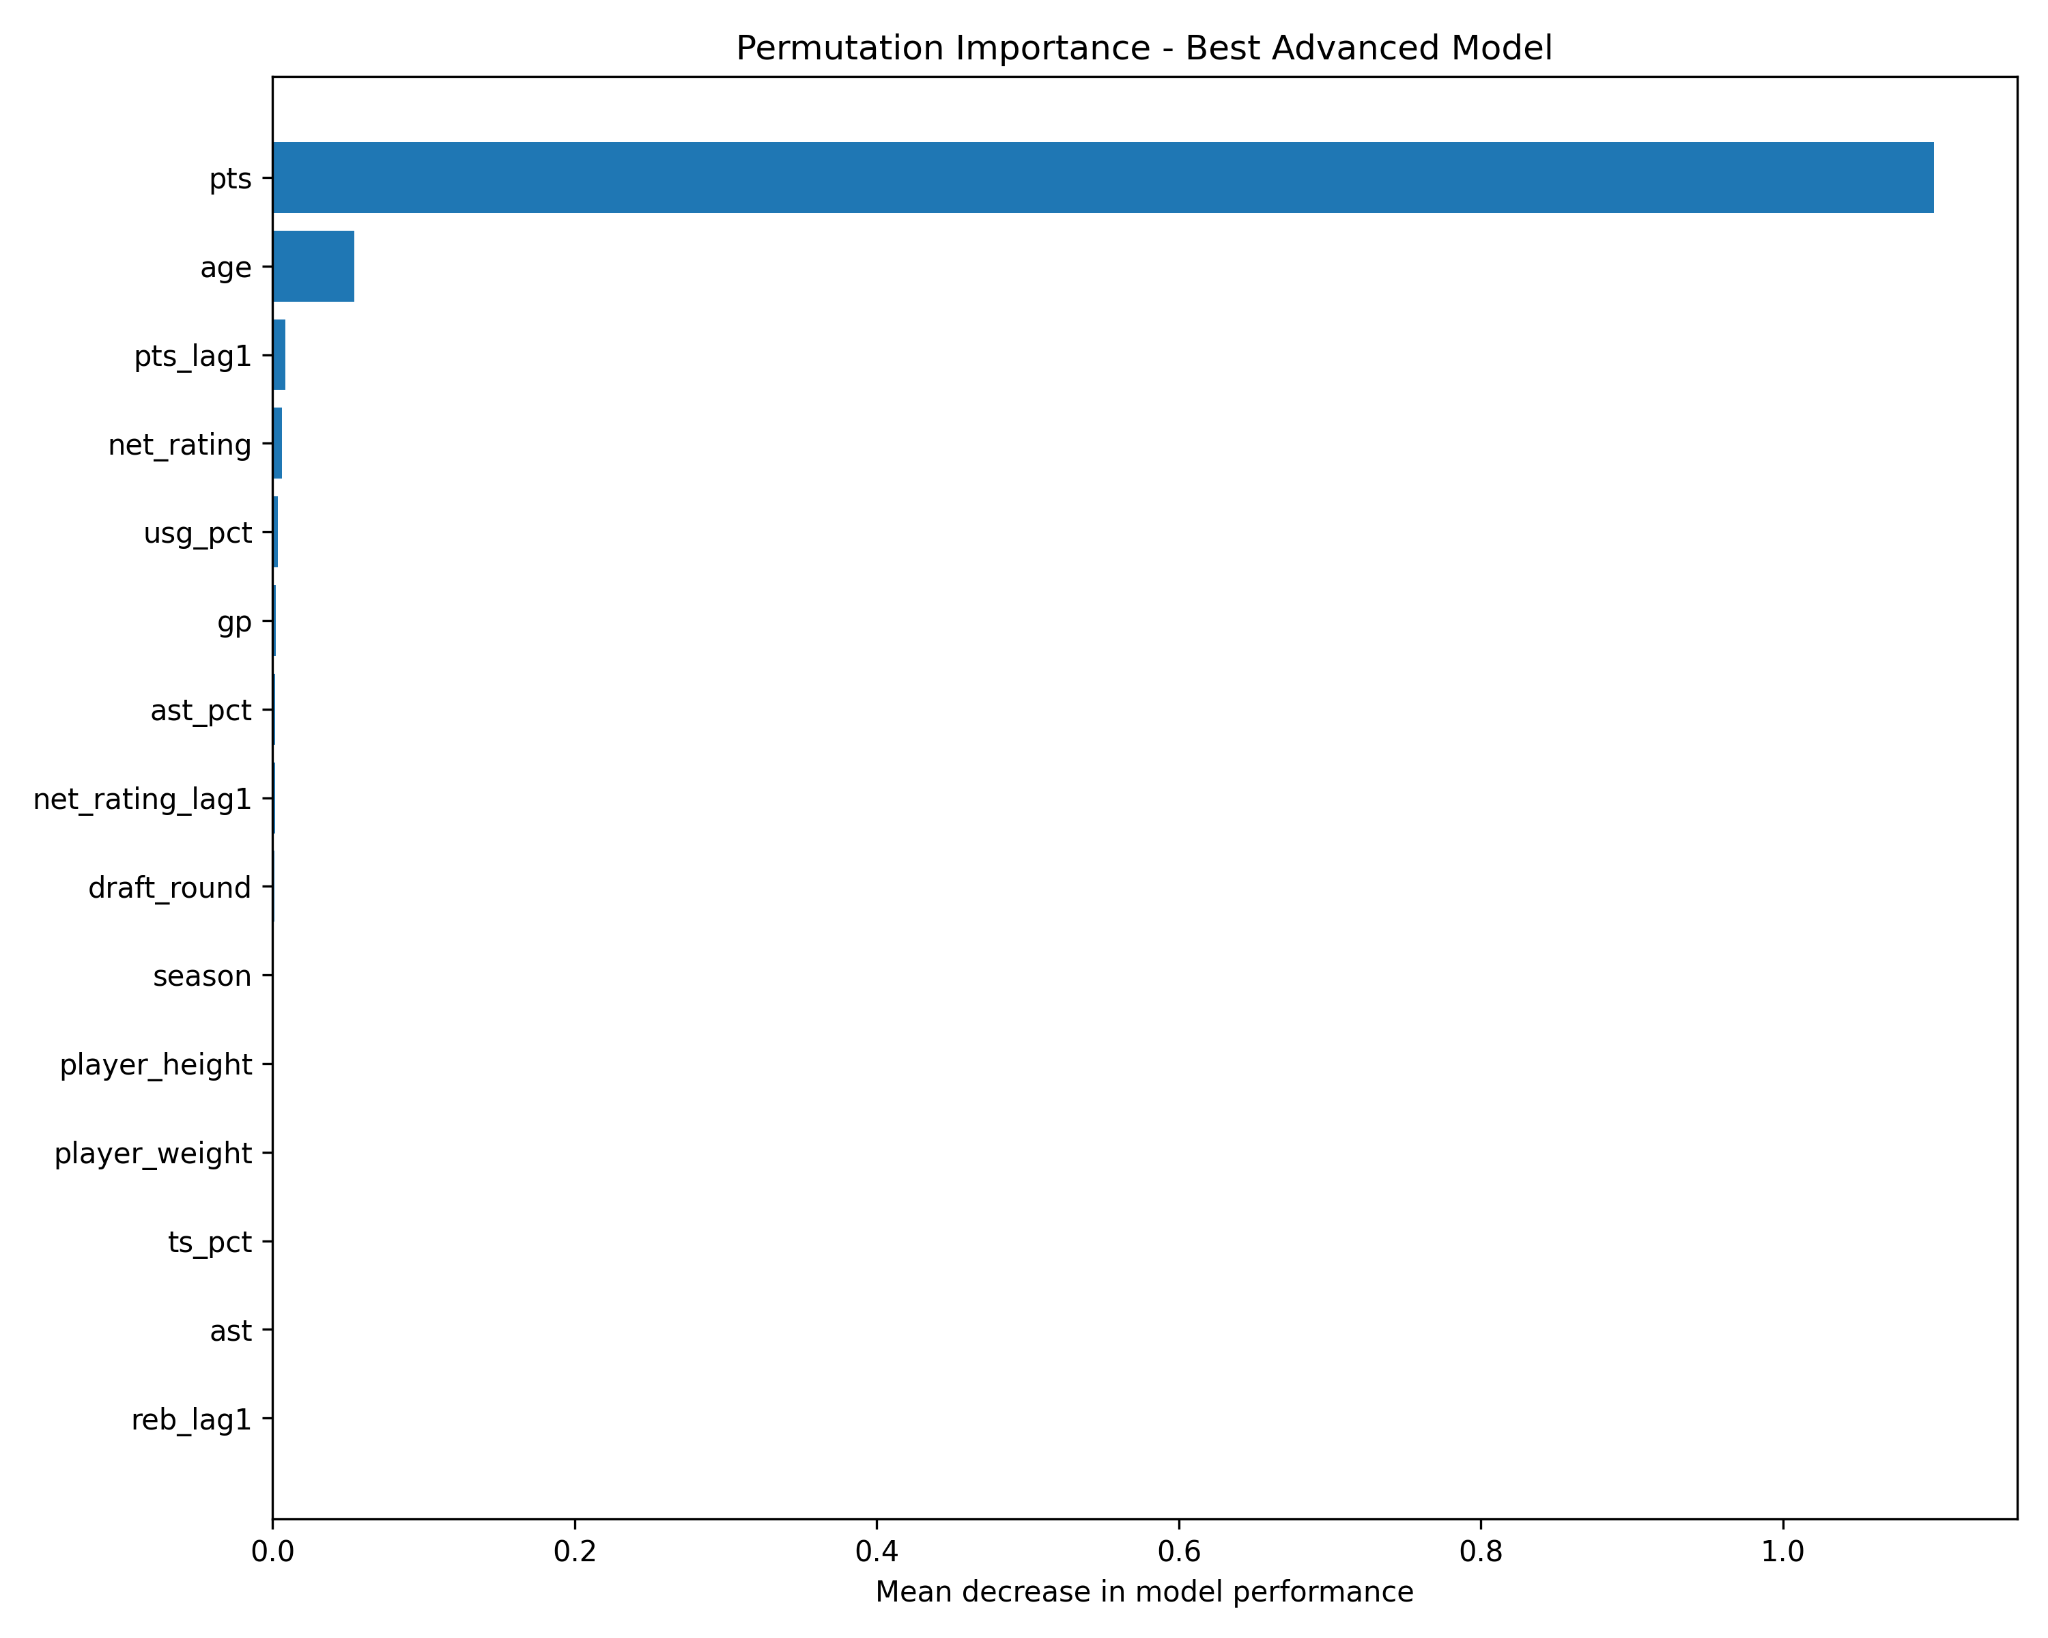 Permutation Importance - Best Advanced Model
pts
age
pts_lag1
net_rating
usg_pct
gp
ast_pct
net_rating_lag1
draft_round
season
player_height
player_weight
ts_pct
ast
reb_lag1
0.0 0.2 0.4 0.6 0.8 1.0
Mean decrease in model performance